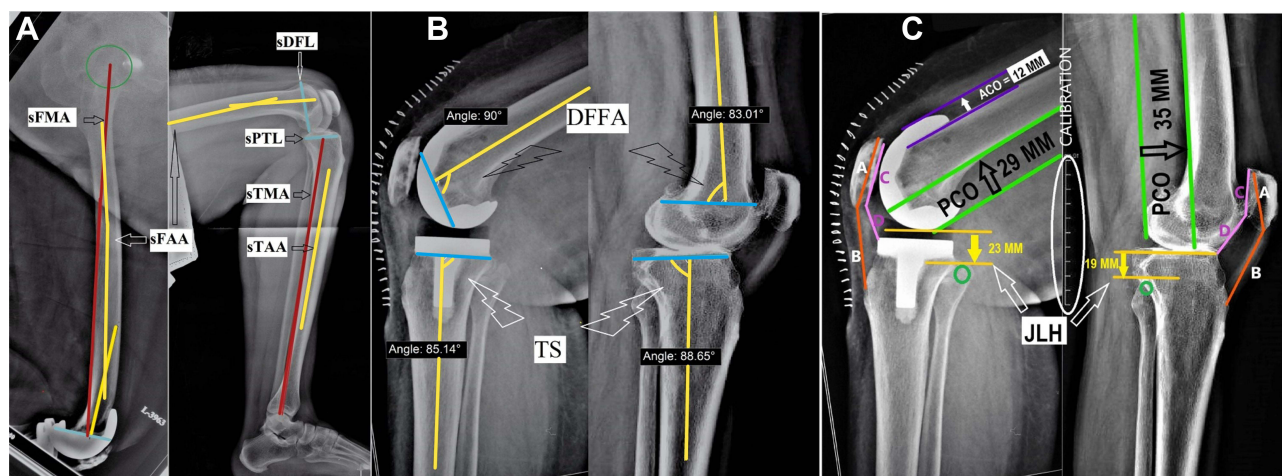 A
sDFL
sFMA
sPTL
sTMA
sFAA
sTAA
L-3963
B
Angle: 90°
DFFA
Angle: 83.01°
Angle: 85.14°
TS
Angle: 88.65°
C
ACO = 12 MM
PCO 29 MM
CALIBRATION
PCO 35 MM
A
C
D
B
23 MM
19 MM
JLH
C
A
D
B